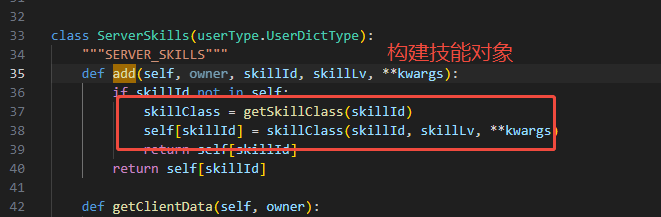 32
33 class ServerSkills(userType.UserDictType):
34 """SERVER_SKILLS""" 构建技能对象
35 def add(self, owner, skillId, skillLv, **kwargs):
36 if skillId not in self:
37 skillClass = getSkillClass(skillId)
38 self[skillId] = skillClass(skillId, skillLv, **kwargs)
39 return self[skillId]
40 return self[skillId]
41
42 def getClientData(self, owner):